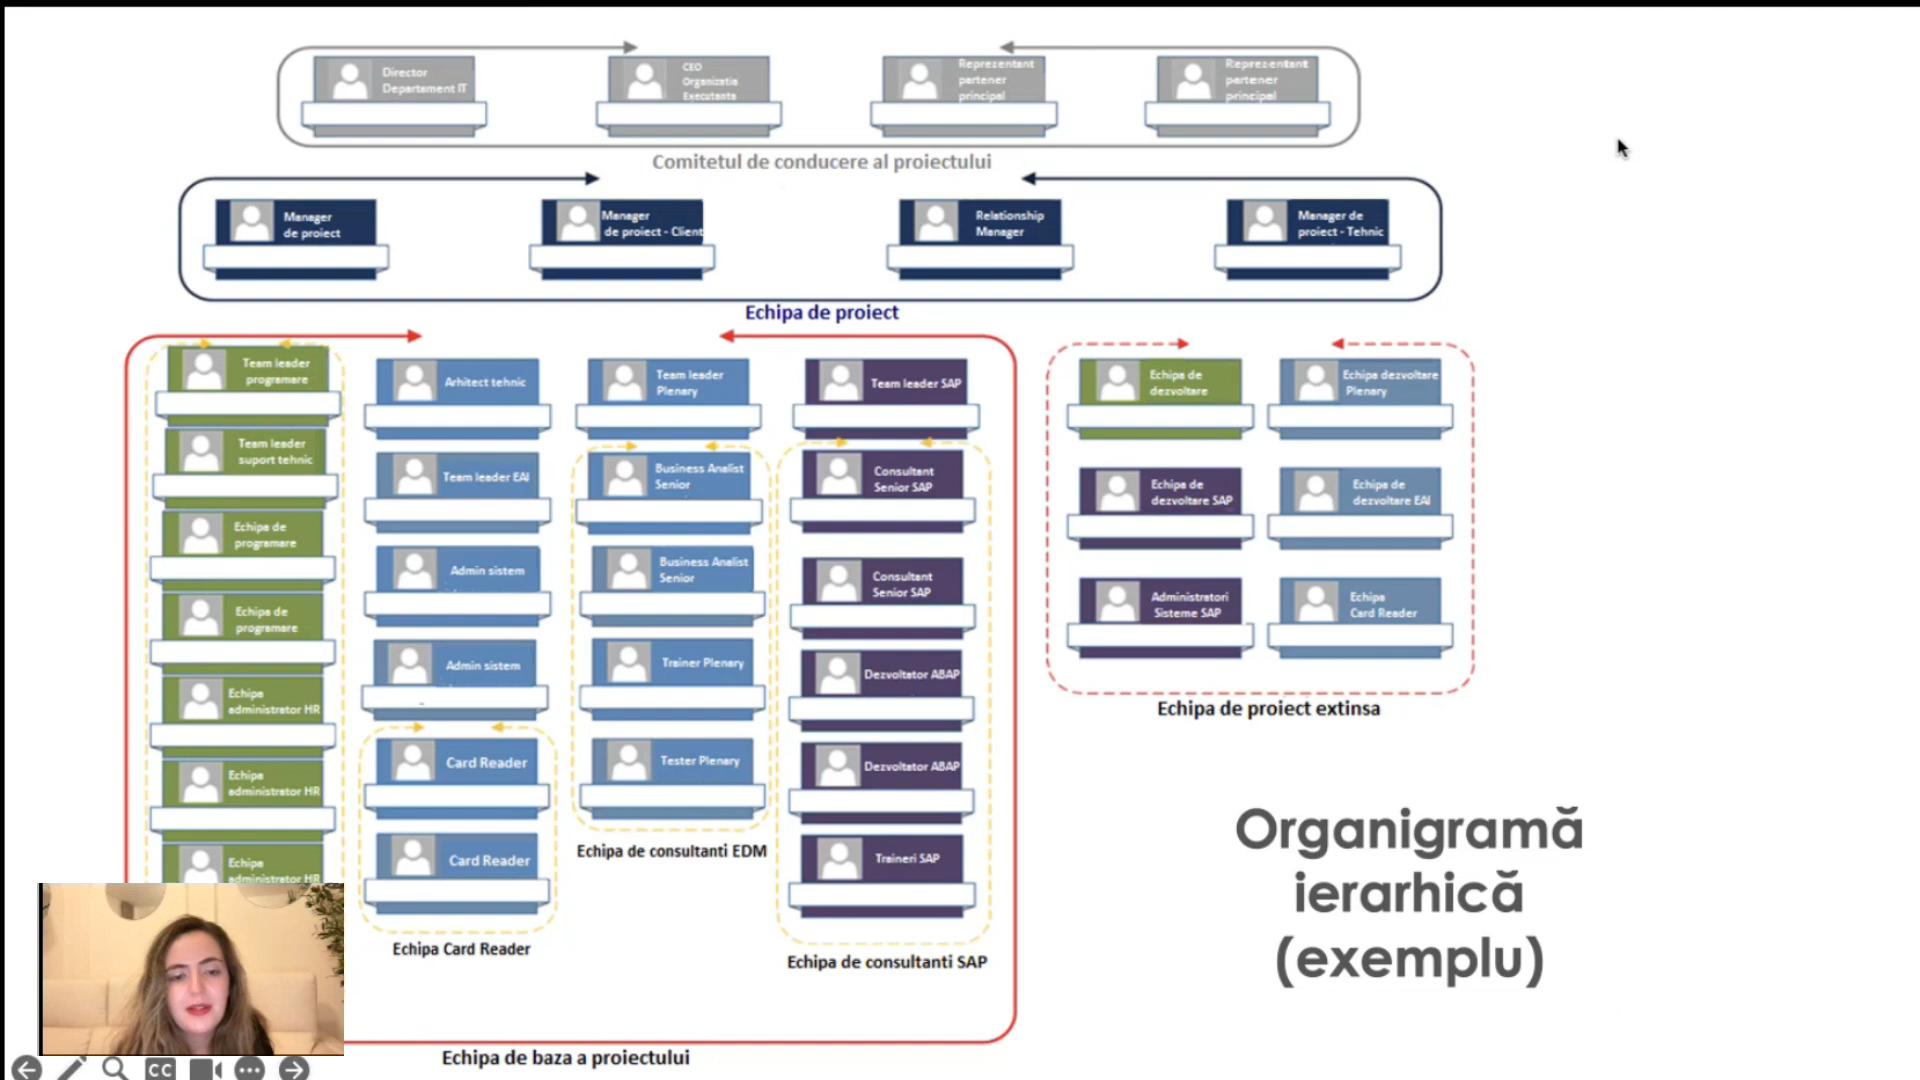 Director
Departament IT
CEO
Organizatia
Executanta
Reprezentant
partener
principal
Reprezentant
partener
principal
Comitetul de conducere al proiectului
Manager
de proiect
Manager
de proiect - Client
Relationship
Manager
Manager de
proiect - Tehnic
Echipa de proiect
Team leader
programare
Team leader
suport tehnic
Echipa de
programare
Echipa de
programare
Echipa
administrator HR
Echipa
administrator HR
Echipa
administrator HR
Arhitect tehnic
Team leader EAI
Admin sistem
Admin sistem
Card Reader
Card Reader
Echipa Card Reader
Team leader
Plenary
Business Analist
Senior
Business Analist
Senior
Trainer Plenary
Tester Plenary
Echipa de consultanti EDM
Team leader SAP
Consultant
Senior SAP
Consultant
Senior SAP
Dezvoltator ABAP
Dezvoltator ABAP
Traineri SAP
Echipa de consultanti SAP
Echipa de baza a proiectului
Echipa de
dezvoltare
Echipa dezvoltare
Plenary
Echipa de
dezvoltare SAP
Echipa de
dezvoltare EAI
Administratori
Sisteme SAP
Echipa
Card Reader
Echipa de proiect extinsa
Organigramă
ierarhică
(exemplu)
CC